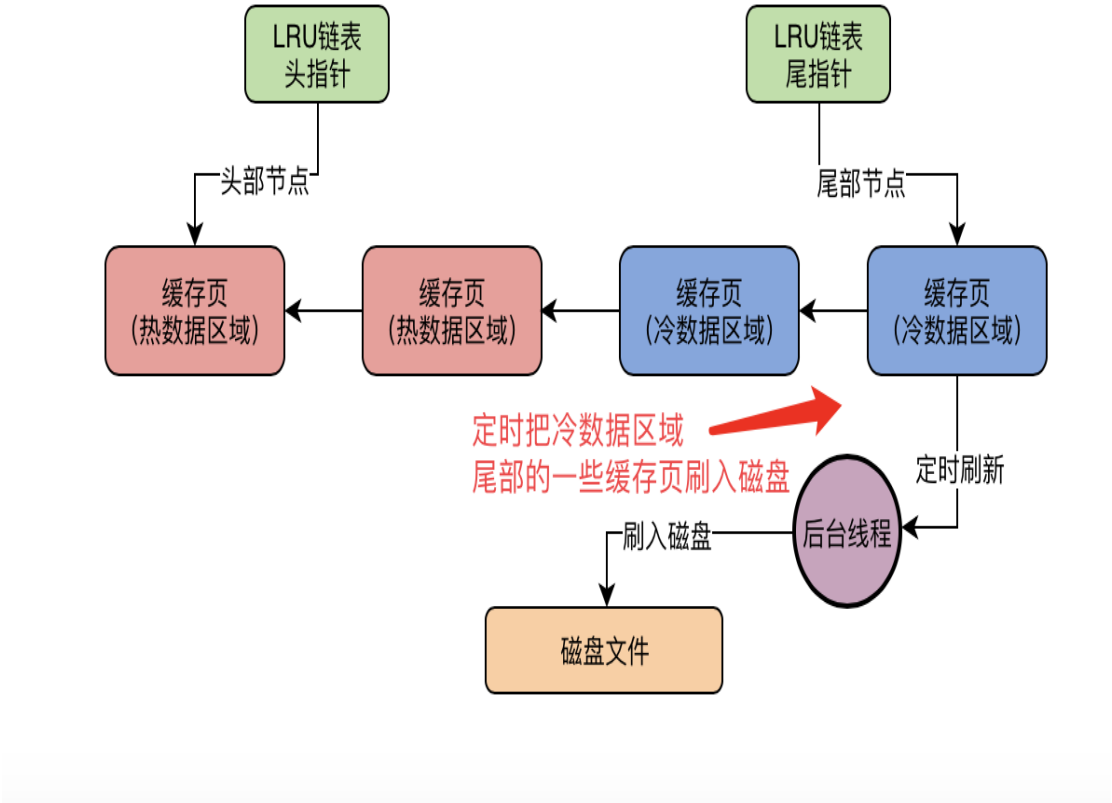 LRU链表
头指针
LRU链表
尾指针
头部节点
尾部节点
缓存页
(热数据区域)
缓存页
(热数据区域)
缓存页
(冷数据区域)
缓存页
(冷数据区域)
定时把冷数据区域
尾部的一些缓存页刷入磁盘
定时刷新
后台线程
刷入磁盘
磁盘文件